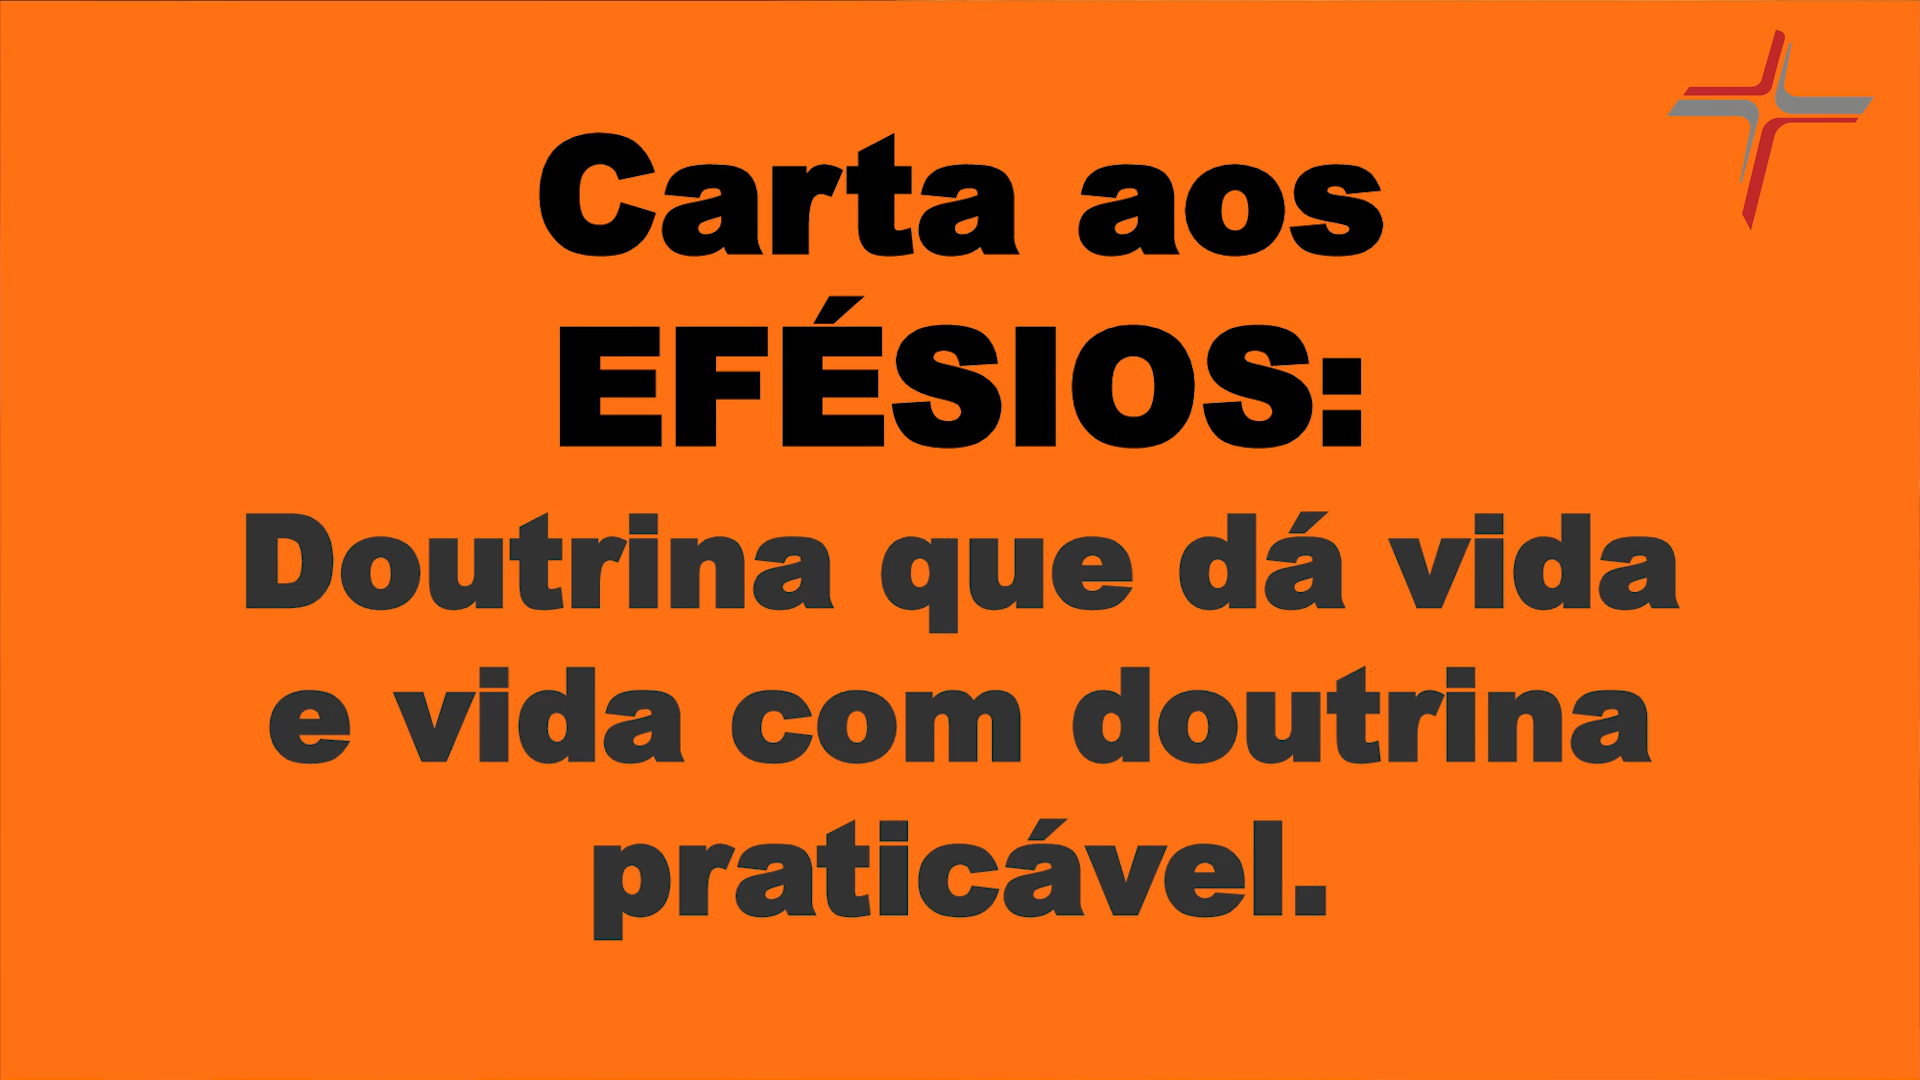 Carta aos
EFÉSIOS:
Doutrina que dá vida
e vida com doutrina
praticável.